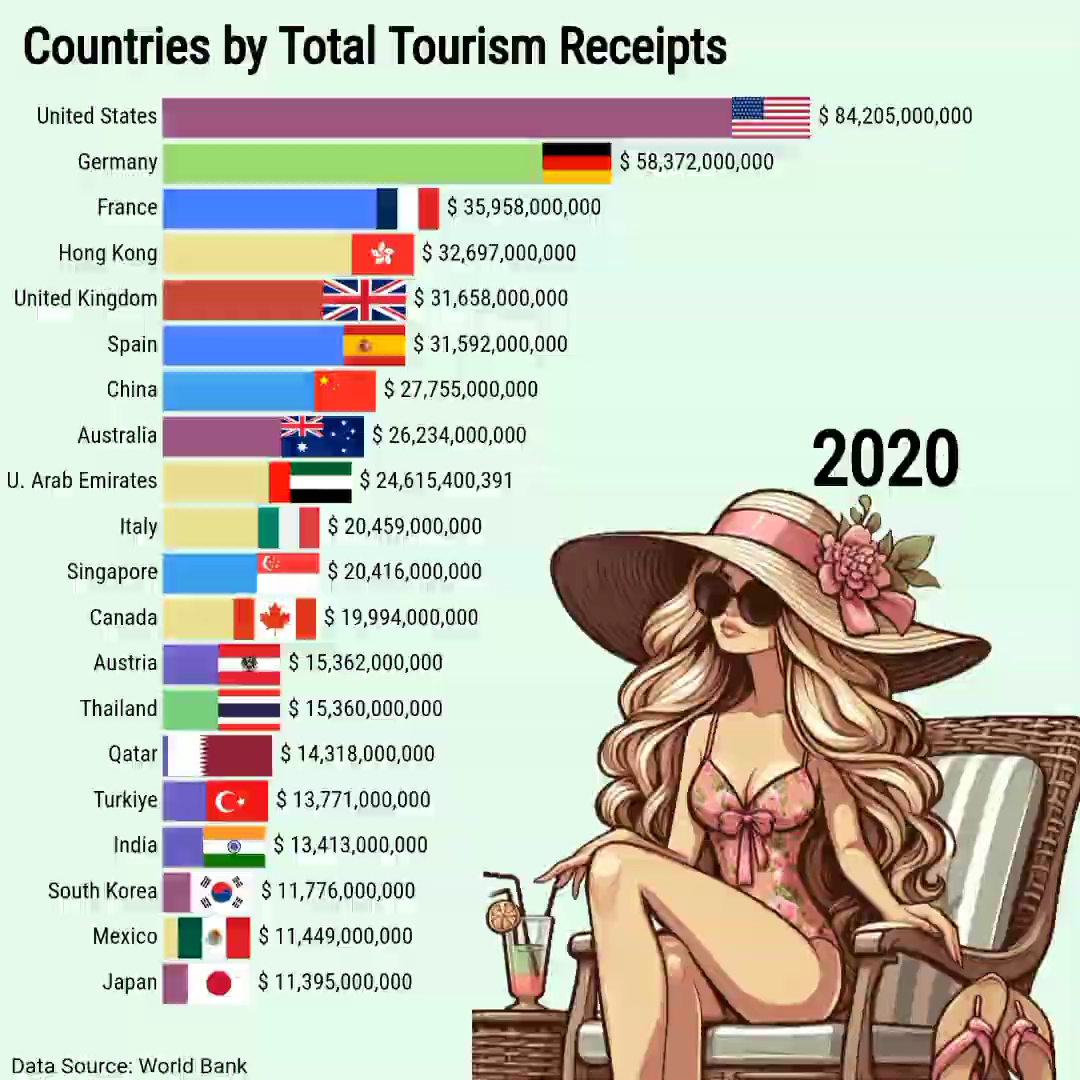 Countries by Total Tourism Receipts
United States $ 84,205,000,000
Germany $ 58,372,000,000
France $ 35,958,000,000
Hong Kong $ 32,697,000,000
United Kingdom $ 31,658,000,000
Spain $ 31,592,000,000
China $ 27,755,000,000
Australia $ 26,234,000,000
2020
U. Arab Emirates $ 24,615,400,391
Italy $ 20,459,000,000
Singapore $ 20,416,000,000
Canada $ 19,994,000,000
Austria $ 15,362,000,000
Thailand $ 15,360,000,000
Qatar $ 14,318,000,000
Turkiye $ 13,771,000,000
India $ 13,413,000,000
South Korea $ 11,776,000,000
Mexico $ 11,449,000,000
Japan $ 11,395,000,000
Data Source: World Bank